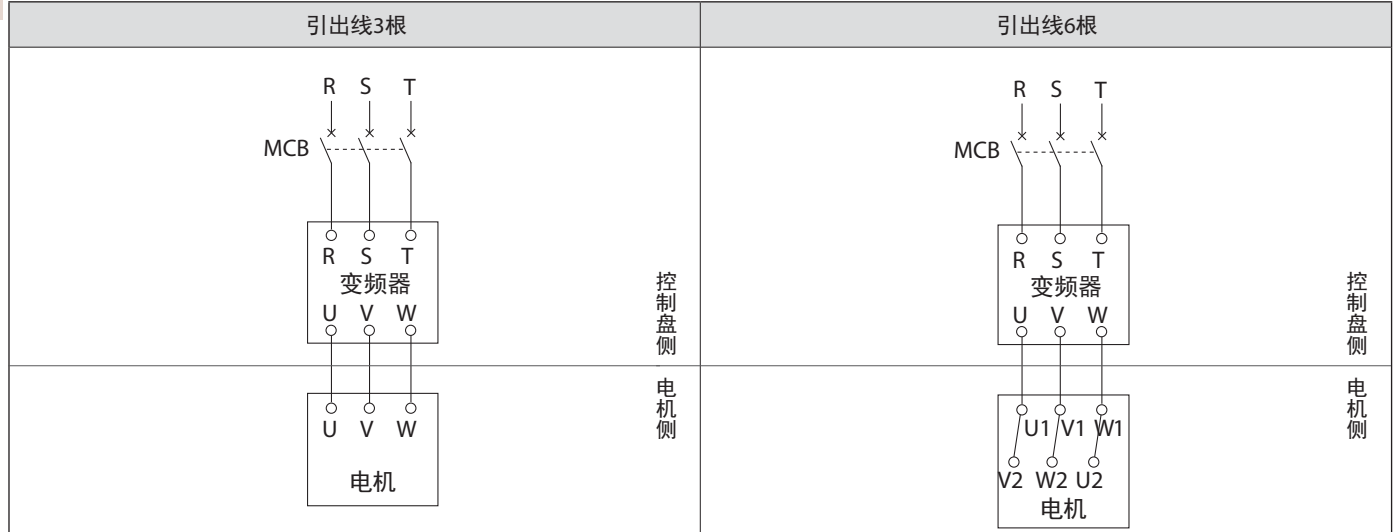 引出线3根
引出线6根
R S T
MCB
R S T
变频器
U V W
控制盘侧
电机侧
U V W
电机
R S T
MCB
R S T
变频器
U V W
控制盘侧
电机侧
U1 V1 W1
V2 W2 U2
电机